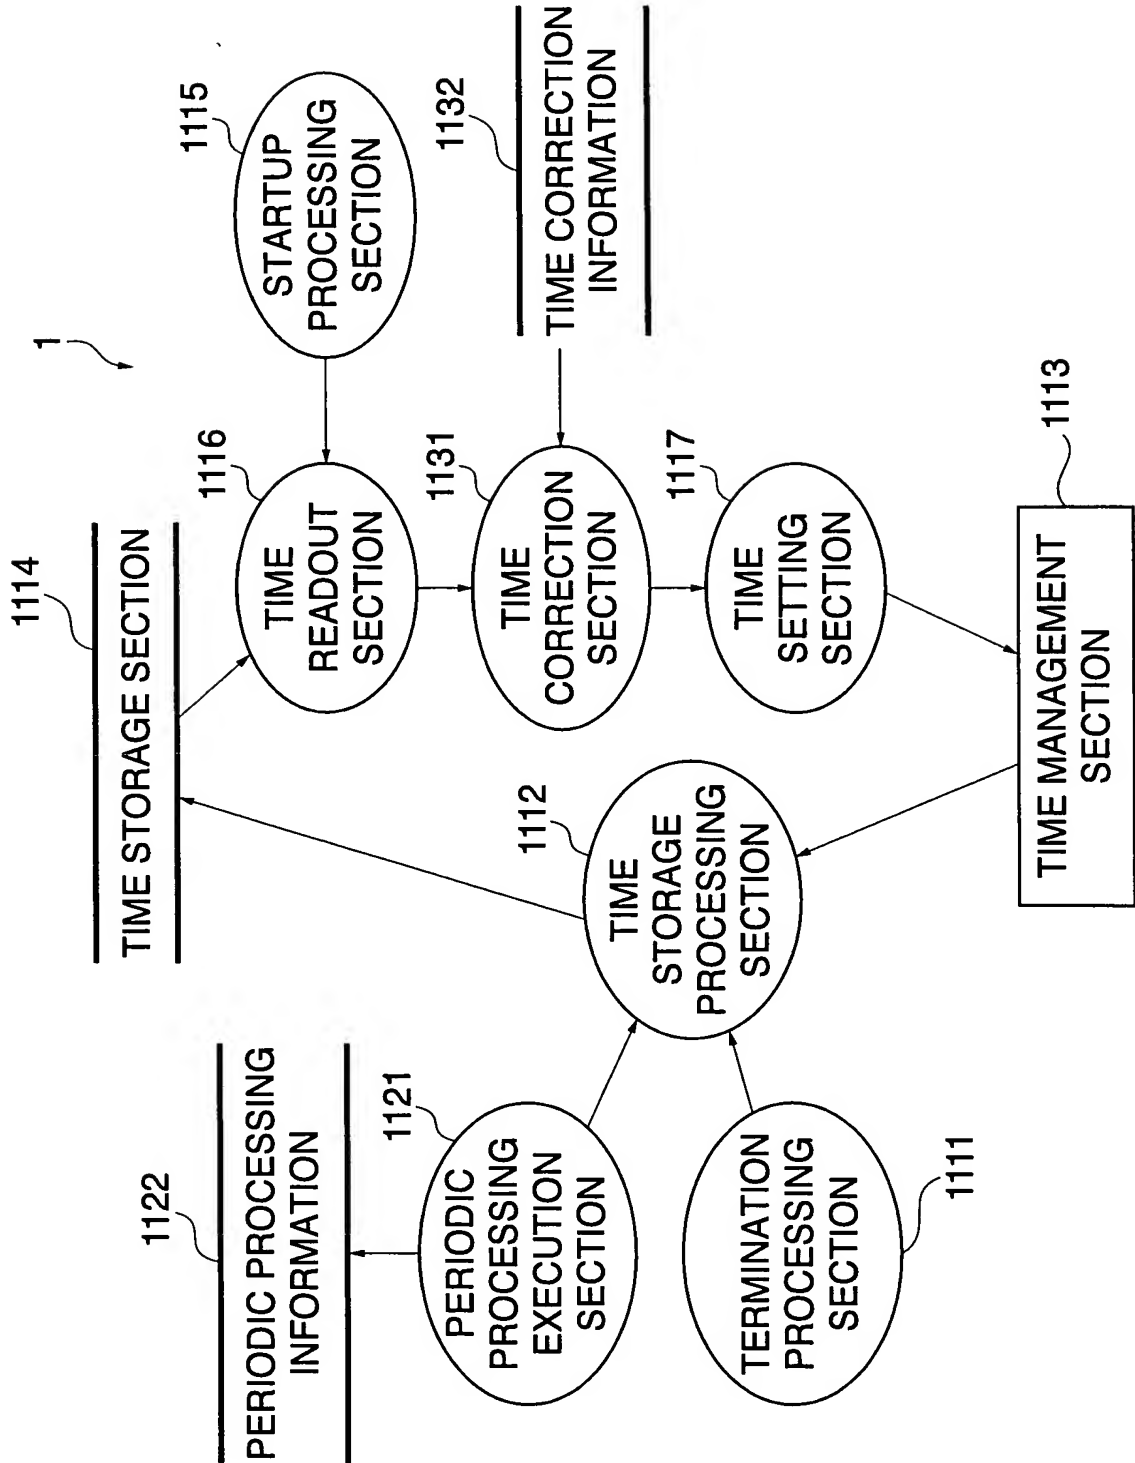 1
1114
TIME STORAGE SECTION
1115
STARTUP
PROCESSING
SECTION
1116
TIME
READOUT
SECTION
1132
TIME CORRECTION
INFORMATION
1131
TIME
CORRECTION
SECTION
1117
TIME
SETTING
SECTION
1113
TIME MANAGEMENT
SECTION
1112
TIME
STORAGE
PROCESSING
SECTION
1122
PERIODIC PROCESSING
INFORMATION
1121
PERIODIC
PROCESSING
EXECUTION
SECTION
TERMINATION
PROCESSING
SECTION
1111